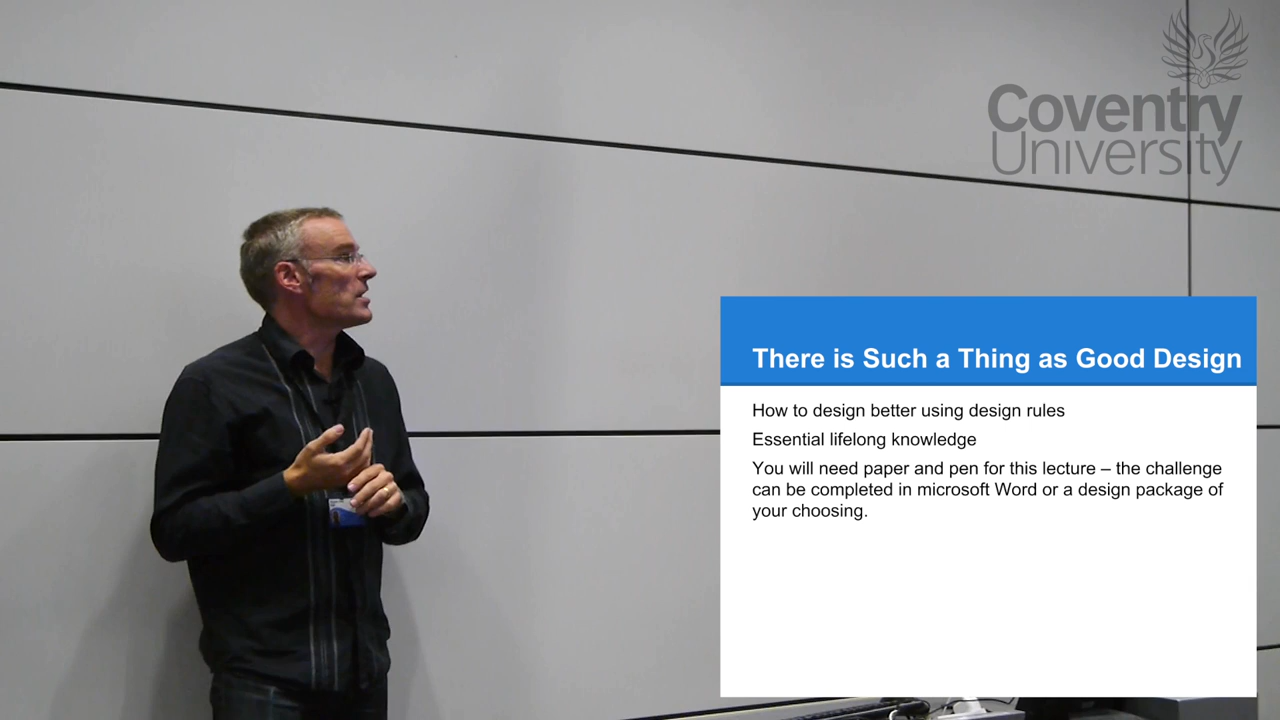 Coventry
University
There is Such a Thing as Good Design
How to design better using design rules
Essential lifelong knowledge
You will need paper and pen for this lecture – the challenge
can be completed in microsoft Word or a design package of
your choosing.